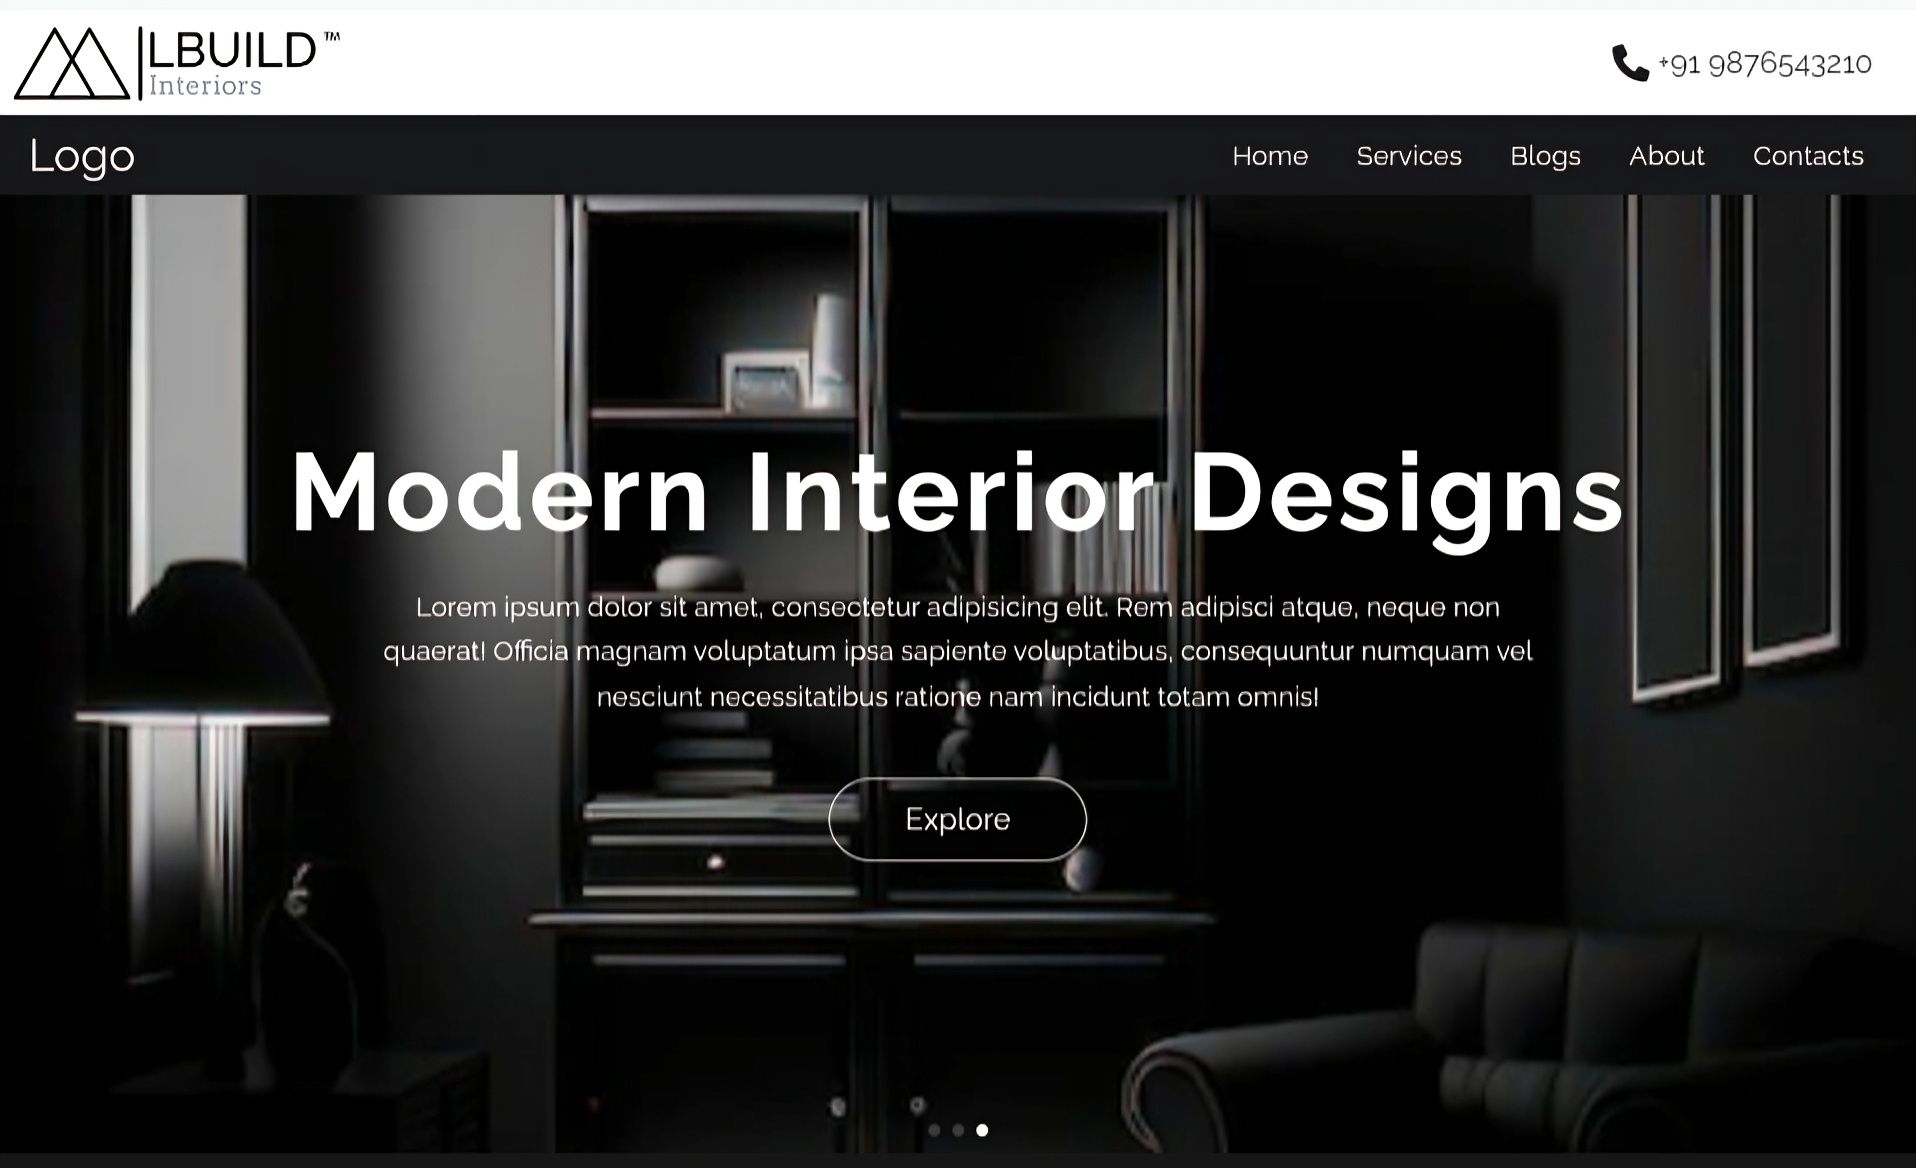 LBUILD ™
Interiors
+91 9876543210
Logo
Home Services Blogs About Contacts
Modern Interior Designs
Lorem ipsum dolor sit amet, consectetur adipisicing elit. Rem adipisci atque, neque non
quaerat! Officia magnam voluptatum ipsa sapiente voluptatibus, consequuntur numquam vel
nesciunt necessitatibus ratione nam incidunt totam omnis!
Explore